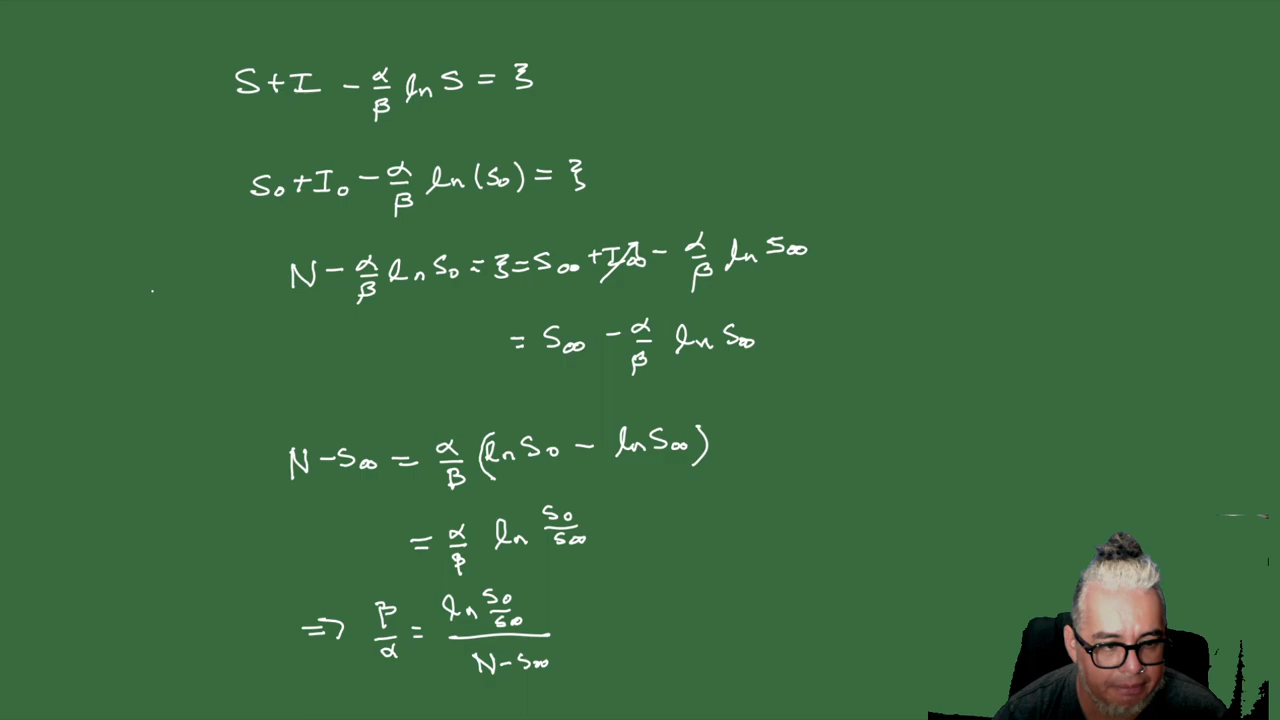 S+I - α/β ln S = ξ
S₀+I₀ - α/β ln(S₀) = ξ
N - α/β ln S₀ = ξ = S∞ + I∞ - α/β ln S∞
= S∞ - α/β ln S∞
N - S∞ = α/β (ln S₀ - ln S∞)
= α/β ln S₀/S∞
⇒ β/α = (ln S₀/S∞)/(N - S∞)